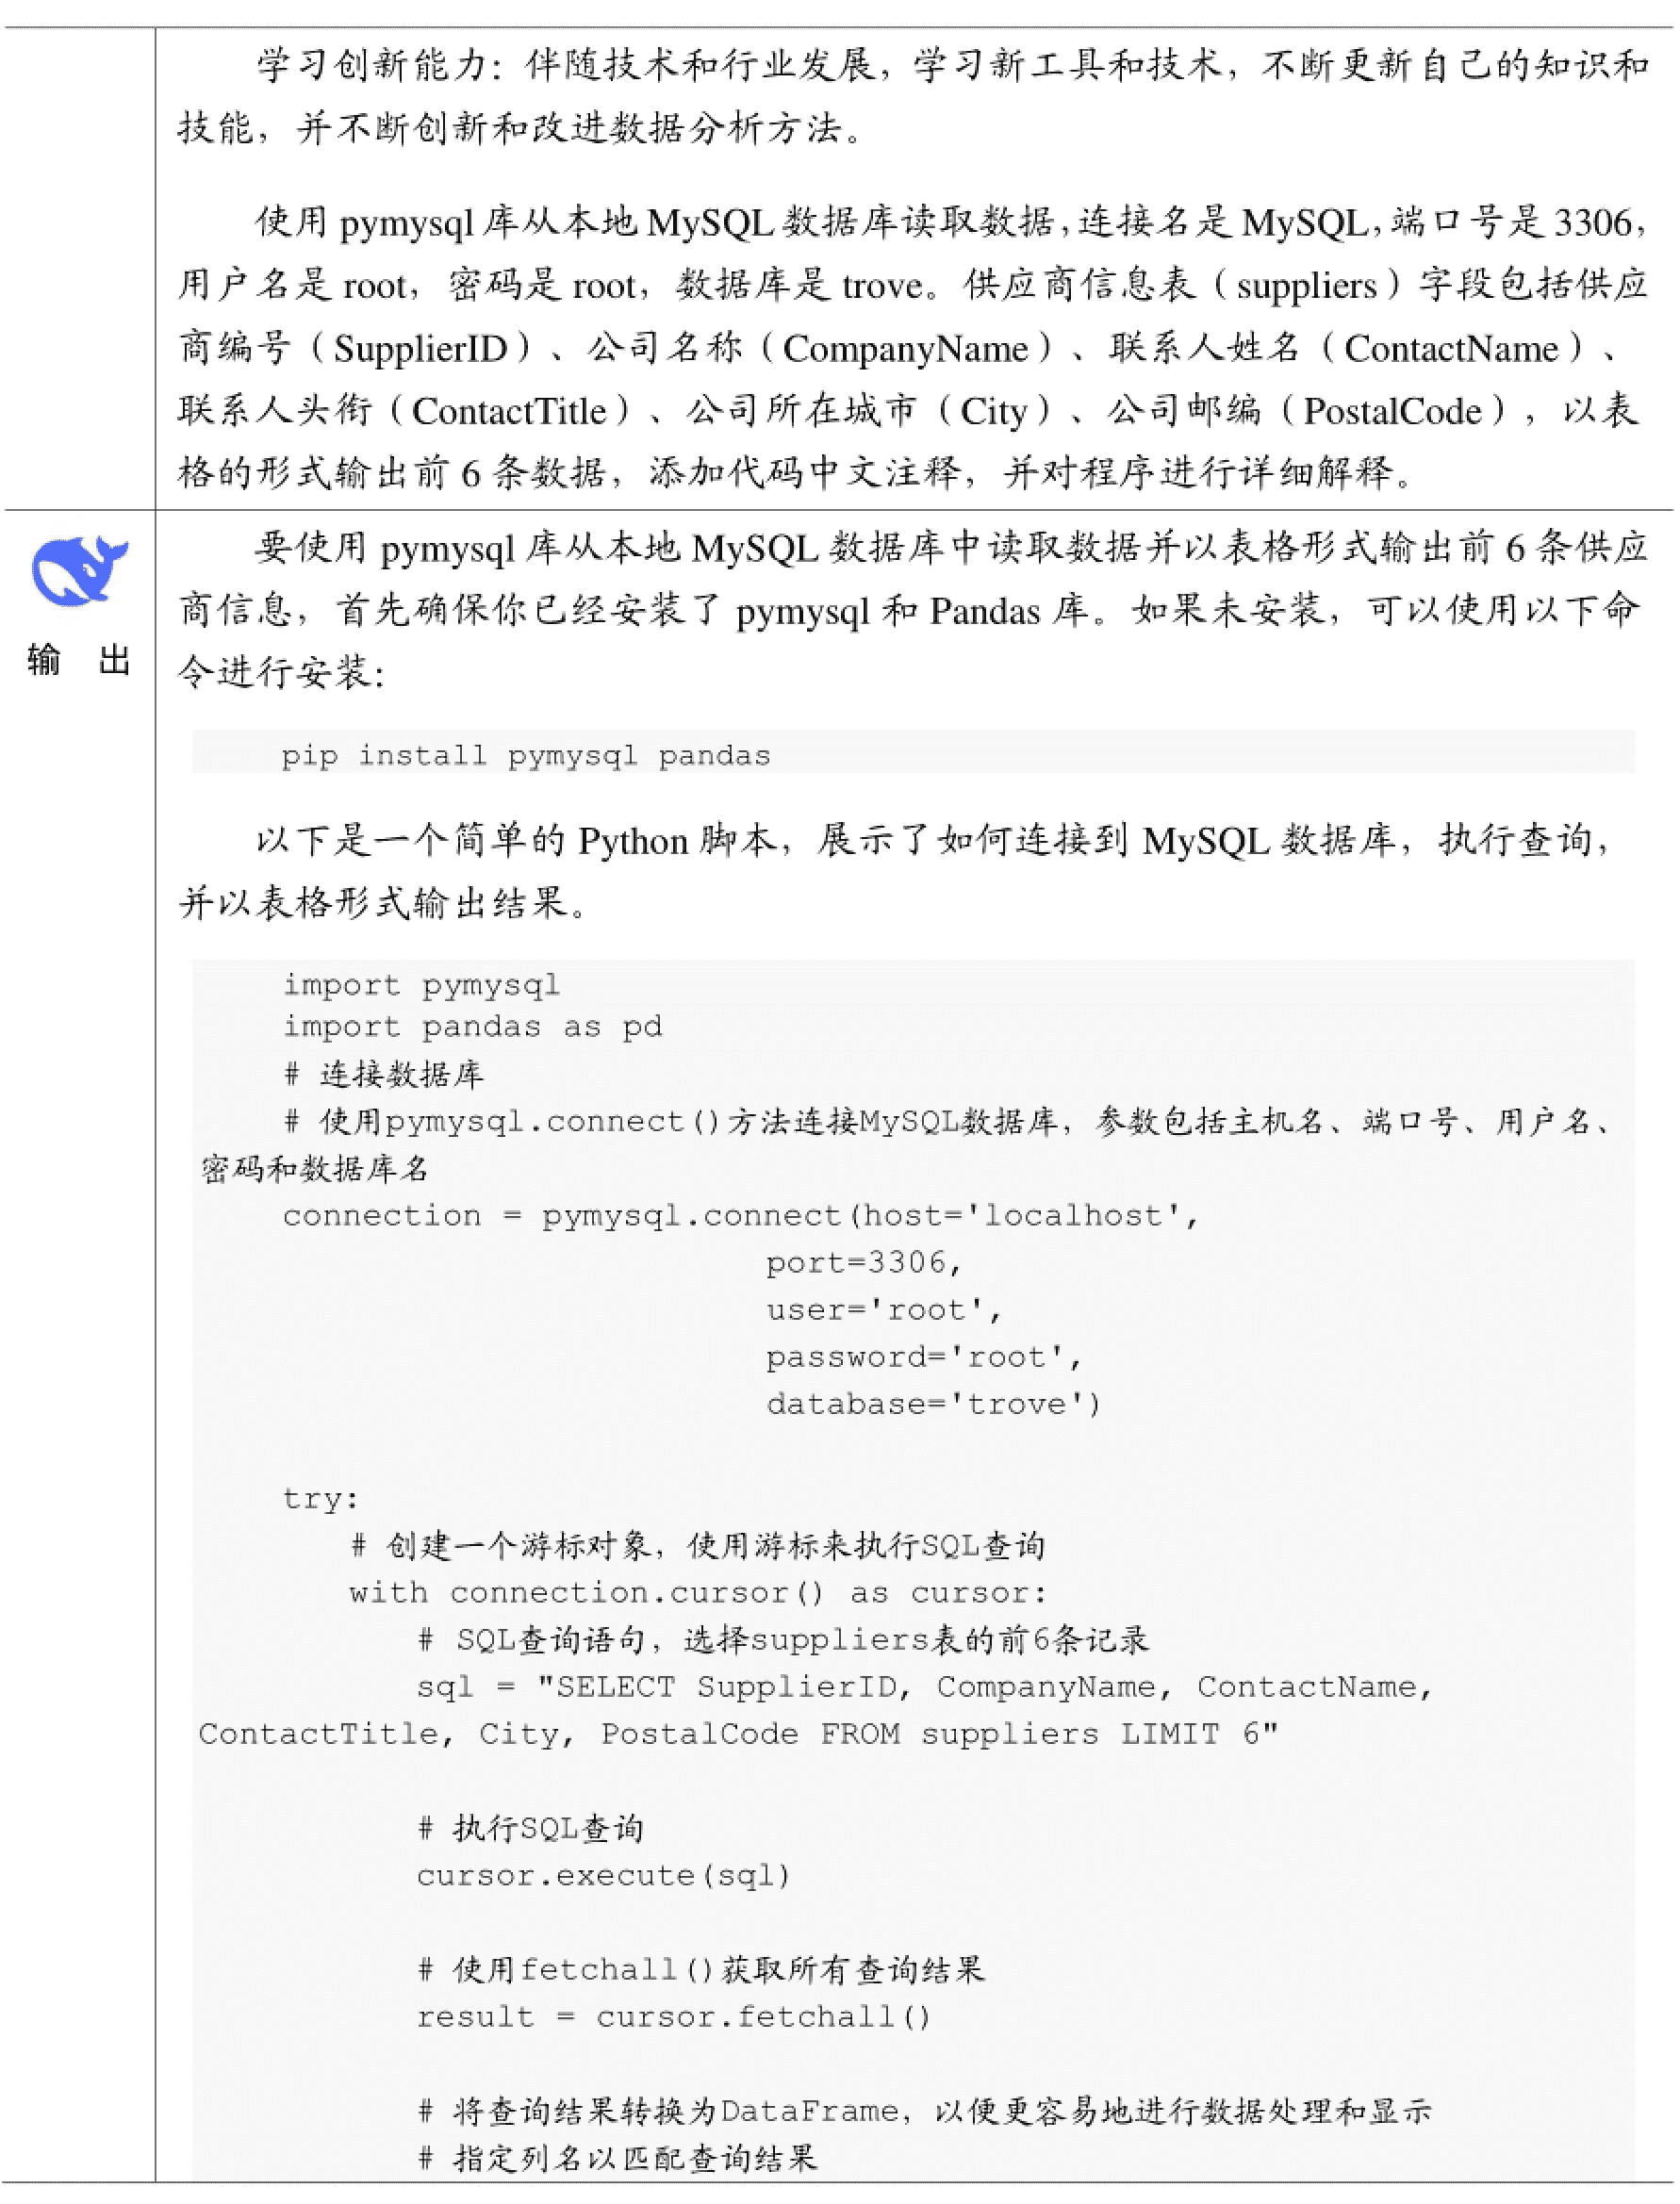 学习创新能力：伴随技术和行业发展，学习新工具和技术，不断更新自己的知识和
技能，并不断创新和改进数据分析方法。
使用 pymysql 库从本地 MySQL 数据库读取数据，连接名是 MySQL，端口号是 3306，
用户名是 root，密码是 root，数据库是 trove。供应商信息表（suppliers）字段包括供应
商编号（SupplierID）、公司名称（CompanyName）、联系人姓名（ContactName）、
联系人头衔（ContactTitle）、公司所在城市（City）、公司邮编（PostalCode），以表
格的形式输出前 6 条数据，添加代码中文注释，并对程序进行详细解释。
输 出
要使用 pymysql 库从本地 MySQL 数据库中读取数据并以表格形式输出前 6 条供应
商信息，首先确保你已经安装了 pymysql 和 Pandas 库。如果未安装，可以使用以下命
令进行安装：
pip install pymysql pandas
以下是一个简单的 Python 脚本，展示了如何连接到 MySQL 数据库，执行查询，
并以表格形式输出结果。
import pymysql
import pandas as pd
# 连接数据库
# 使用pymysql.connect()方法连接MySQL数据库，参数包括主机名、端口号、用户名、
密码和数据库名
connection = pymysql.connect(host='localhost',
port=3306,
user='root',
password='root',
database='trove')
try:
# 创建一个游标对象，使用游标来执行SQL查询
with connection.cursor() as cursor:
# SQL查询语句，选择suppliers表的前6条记录
sql = "SELECT SupplierID, CompanyName, ContactName,
ContactTitle, City, PostalCode FROM suppliers LIMIT 6"
# 执行SQL查询
cursor.execute(sql)
# 使用fetchall()获取所有查询结果
result = cursor.fetchall()
# 将查询结果转换为DataFrame，以便更容易地进行数据处理和显示
# 指定列名以匹配查询结果